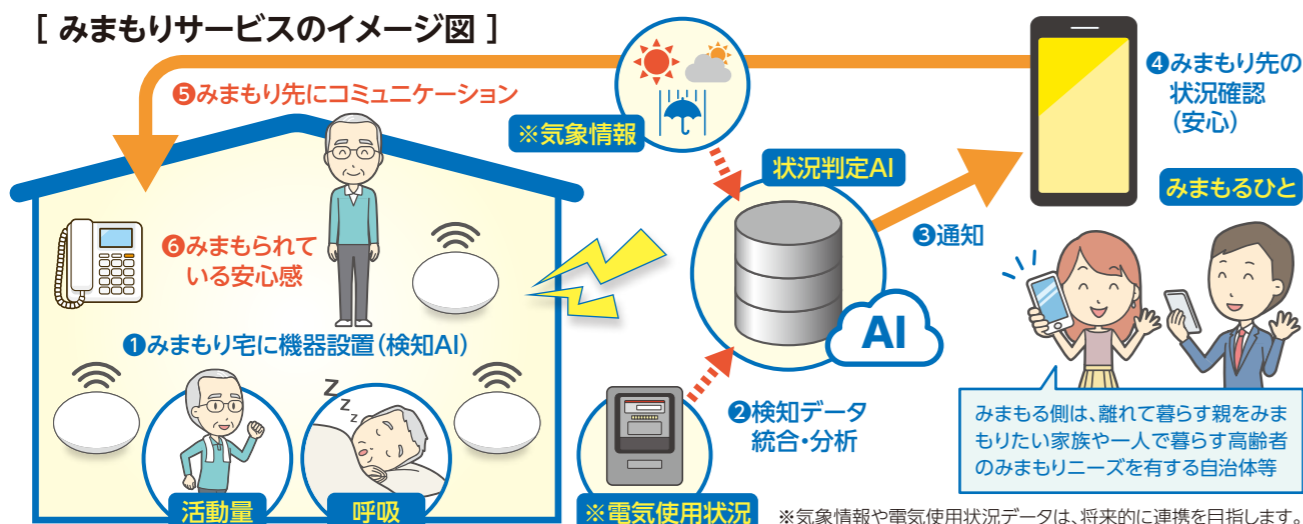 [ みまもりサービスのイメージ図 ]
❺みまもり先にコミュニケーション
※気象情報
❹みまもり先の
状況確認
（安心）
状況判定AI
みまもるひと
❻みまもられて
いる安心感
❸通知
AI
❶みまもり宅に機器設置（検知AI）
Z Z Z Z
❷検知データ
統合・分析
みまもる側は、離れて暮らす親をみま
もりたい家族や一人で暮らす高齢者
のみまもりニーズを有する自治体等
活動量
呼吸
※電気使用状況
※気象情報や電気使用状況データは、将来的に連携を目指します。